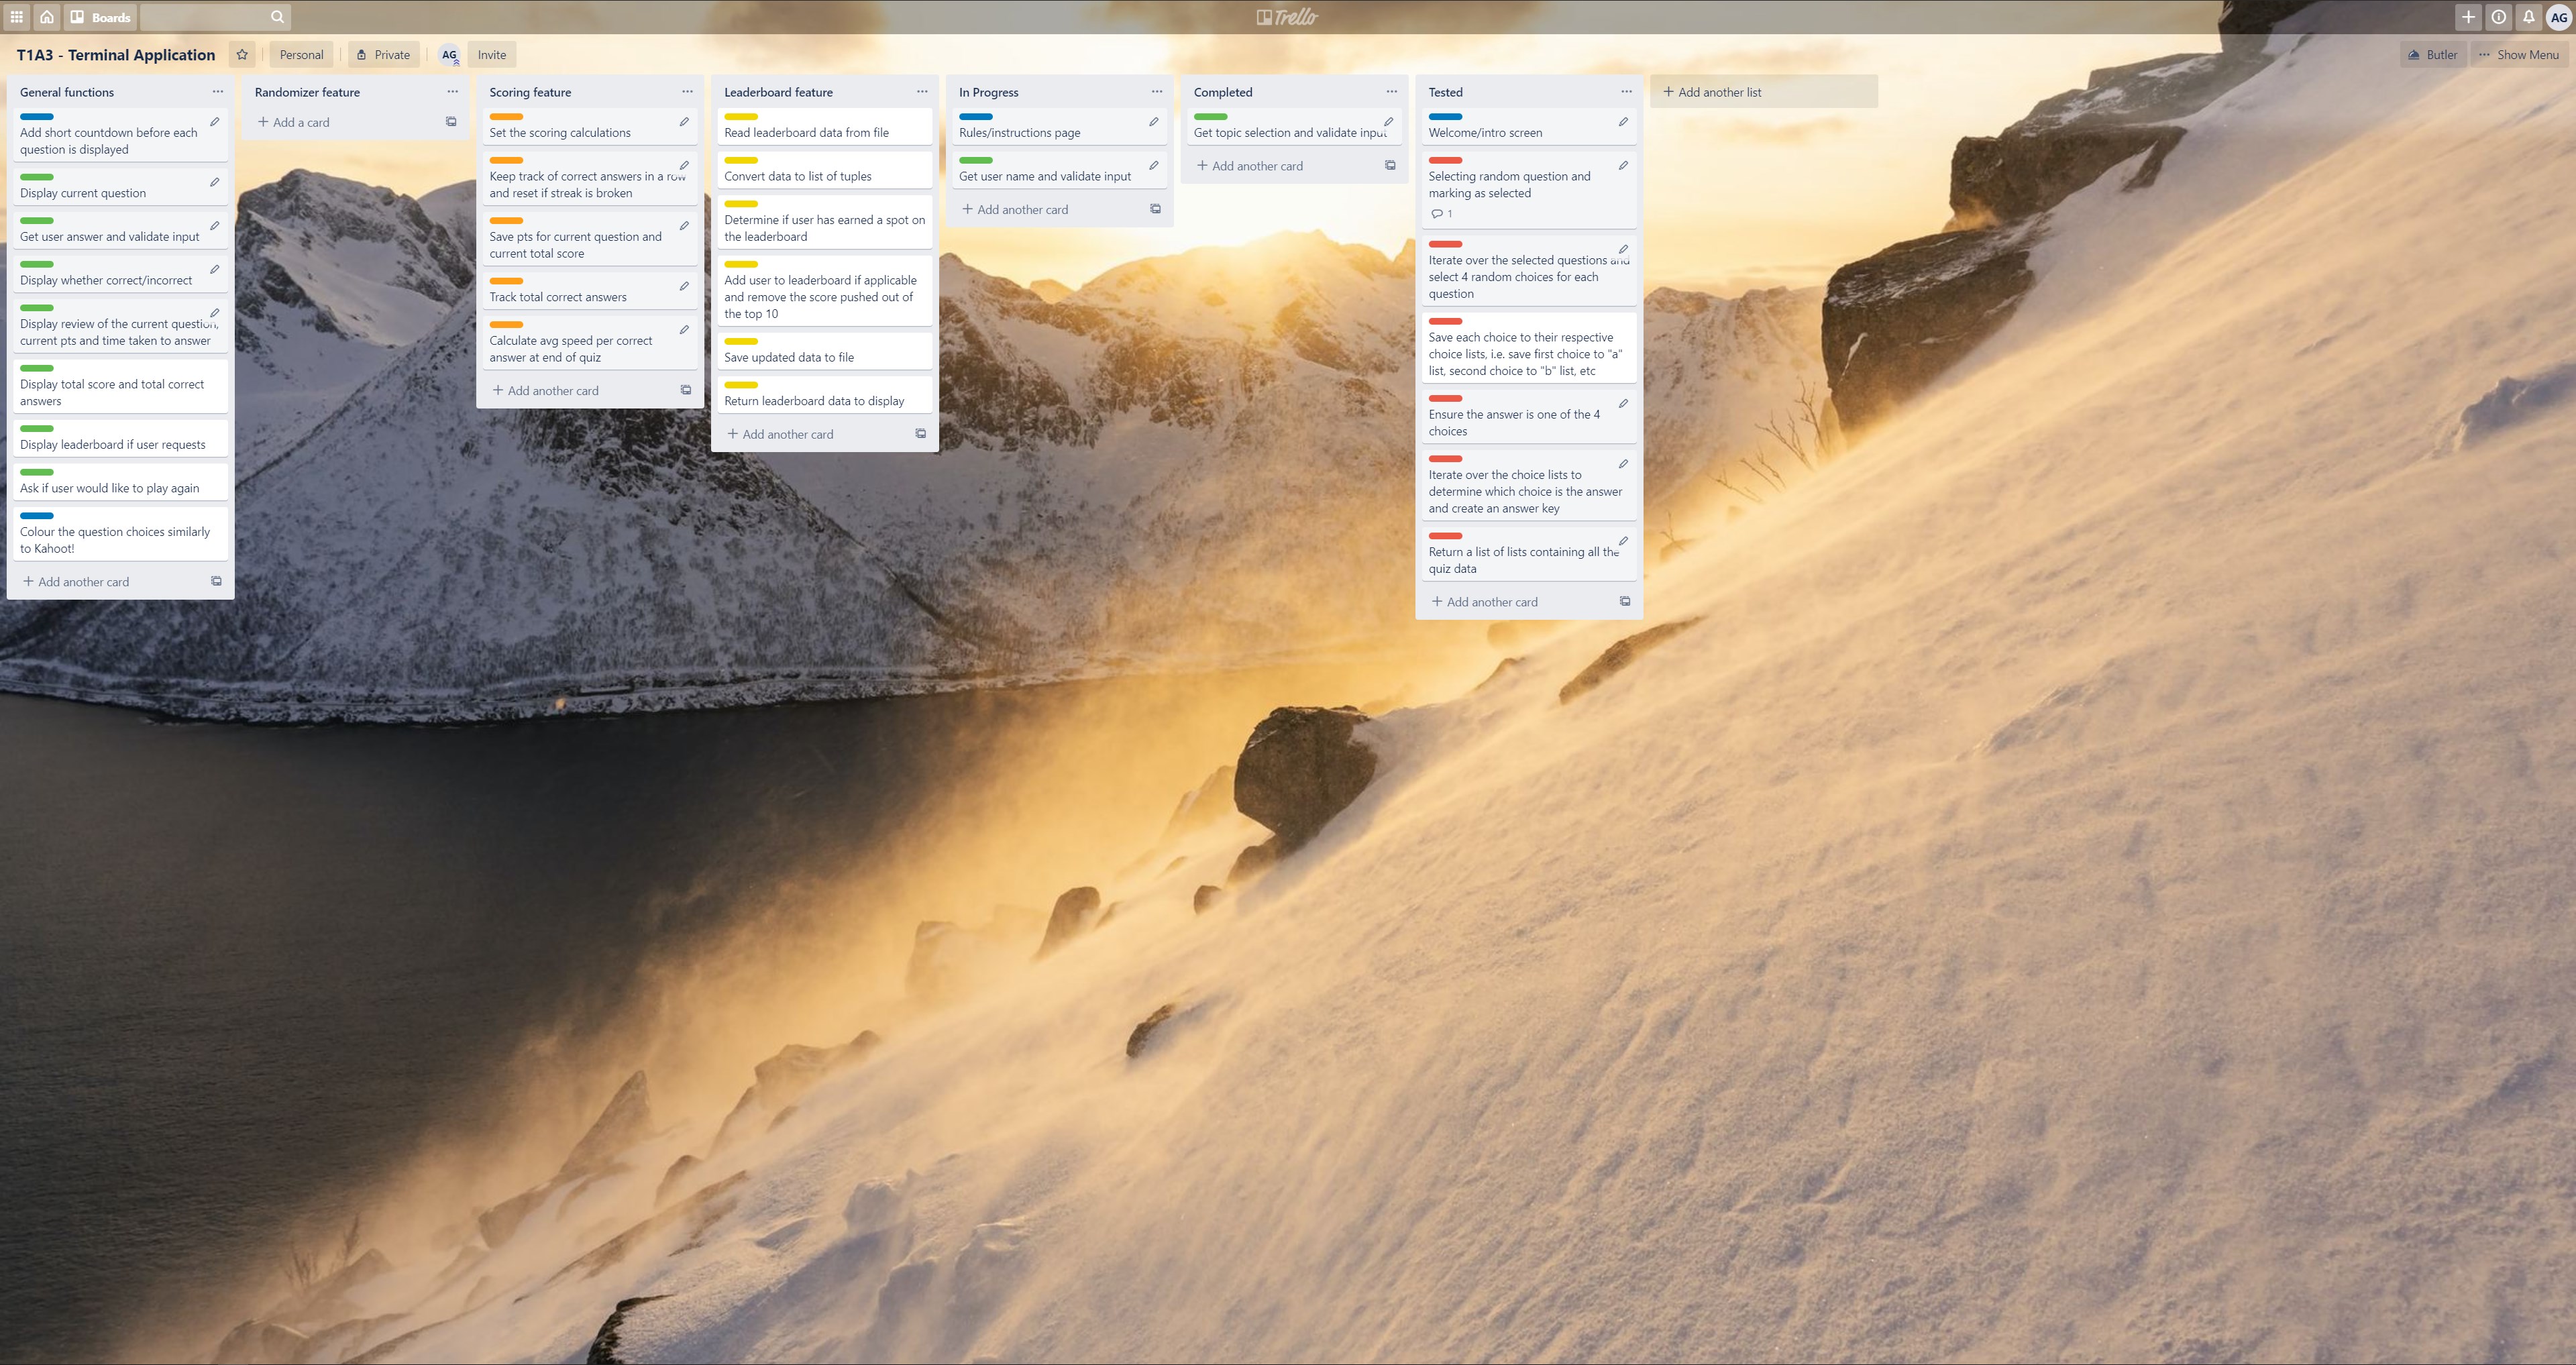 Boards
Trello
AG
T1A3 - Terminal Application
Personal
Private
AG
Invite
Butler
Show Menu
General functions
Add short countdown before each
question is displayed
Display current question
Get user answer and validate input
Display whether correct/incorrect
Display review of the current question,
current pts and time taken to answer
Display total score and total correct
answers
Display leaderboard if user requests
Ask if user would like to play again
Colour the question choices similarly
to Kahoot!
Add another card
Randomizer feature
Add a card
Scoring feature
Set the scoring calculations
Keep track of correct answers in a row
and reset if streak is broken
Save pts for current question and
current total score
Track total correct answers
Calculate avg speed per correct
answer at end of quiz
Add another card
Leaderboard feature
Read leaderboard data from file
Convert data to list of tuples
Determine if user has earned a spot on
the leaderboard
Add user to leaderboard if applicable
and remove the score pushed out of
the top 10
Save updated data to file
Return leaderboard data to display
Add another card
In Progress
Rules/instructions page
Get user name and validate input
Add another card
Completed
Get topic selection and validate input
Add another card
Tested
Welcome/intro screen
Selecting random question and
marking as selected
1
Iterate over the selected questions and
select 4 random choices for each
question
Save each choice to their respective
choice lists, i.e. save first choice to "a"
list, second choice to "b" list, etc
Ensure the answer is one of the 4
choices
Iterate over the choice lists to
determine which choice is the answer
and create an answer key
Return a list of lists containing all the
quiz data
Add another card
Add another list